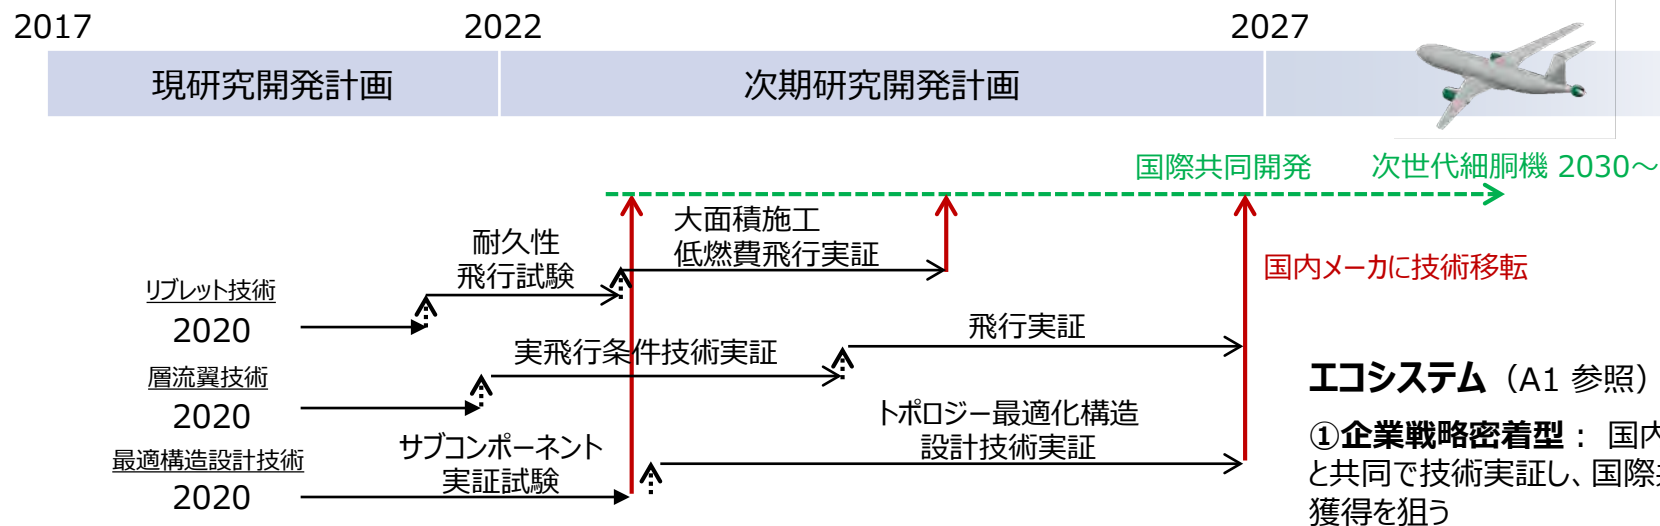 2017
2022
2027
現研究開発計画
次期研究開発計画
国際共同開発
次世代細胴機 2030～
耐久性
飛行試験
大面積施工
低燃費飛行実証
国内メーカに技術移転
リブレット技術
2020
実飛行条件技術実証
飛行実証
層流翼技術
2020
サブコンポーネント
実証試験
トポロジー最適化構造
設計技術実証
最適構造設計技術
2020
エコシステム（A1 参照）
①企業戦略密着型： 国内
と共同で技術実証し、国際
獲得を狙う